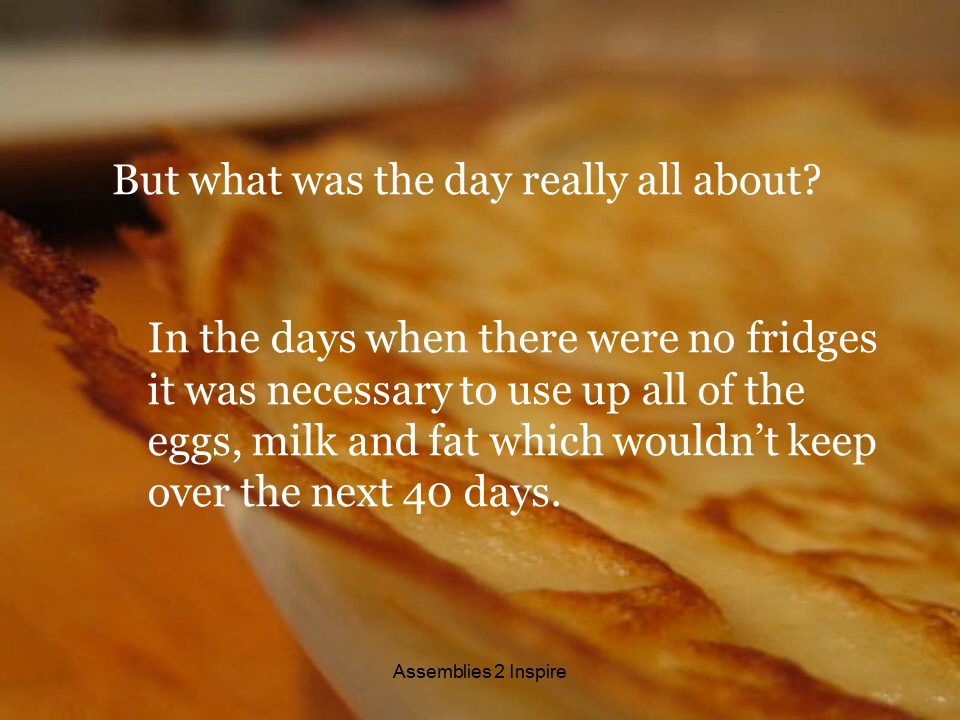 But what was the day really all about?
In the days when there were no fridges
it was necessary to use up all of the
eggs, milk and fat which wouldn’t keep
over the next 40 days.
Assemblies 2 Inspire